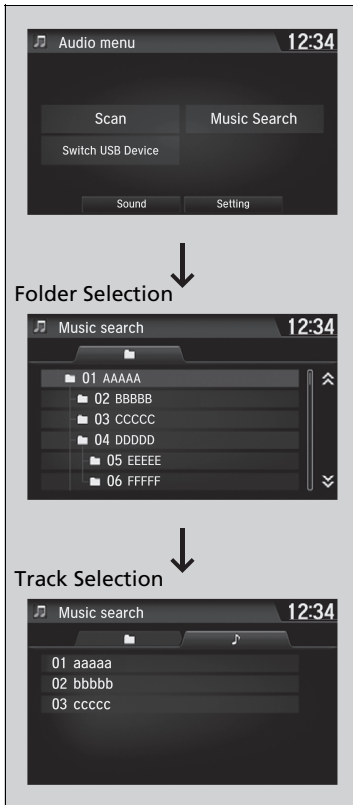 Audio menu 12:34
Scan Music Search
Switch USB Device
Sound Setting
Folder Selection
Music search 12:34
01 AAAAA
02 BBBBB
03 CCCCC
04 DDDDD
05 EEEEE
06 FFFFF
Track Selection
Music search 12:34
01 aaaaa
02 bbbbb
03 ccccc